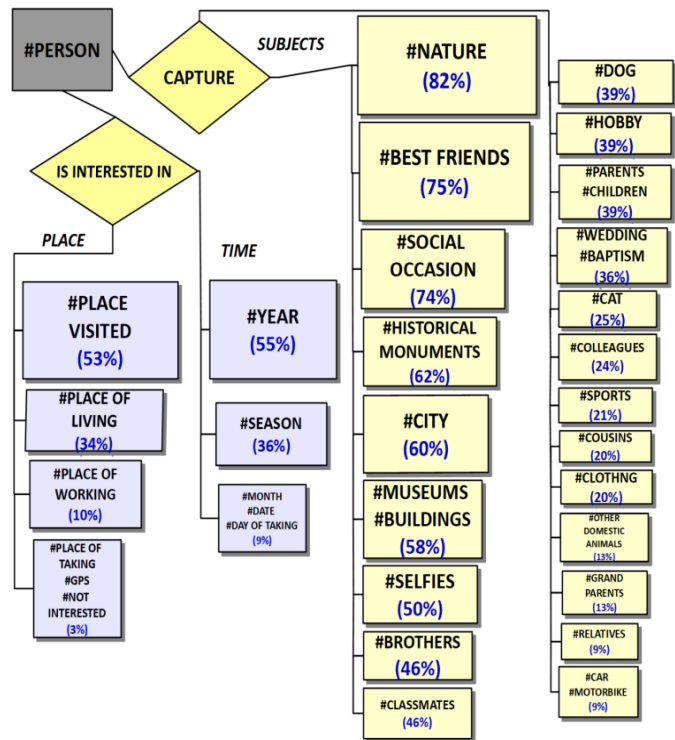 #PERSON
CAPTURE
SUBJECTS
IS INTERESTED IN
PLACE
#PLACE
VISITED
(53%)
#PLACE OF
LIVING
(34%)
#PLACE OF
WORKING
(10%)
#PLACE OF
TAKING
#GPS
#NOT
INTERESTED
(3%)
TIME
#YEAR
(55%)
#SEASON
(36%)
#MONTH
#DATE
#DAY OF TAKING
(9%)
#NATURE
(82%)
#BEST FRIENDS
(75%)
#SOCIAL
OCCASION
(74%)
#HISTORICAL
MONUMENTS
(62%)
#CITY
(60%)
#MUSEUMS
#BUILDINGS
(58%)
#SELFIES
(50%)
#BROTHERS
(46%)
#CLASSMATES
(46%)
#DOG
(39%)
#HOBBY
(39%)
#PARENTS
#CHILDREN
(39%)
#WEDDING
#BAPTISM
(36%)
#CAT
(25%)
#COLLEAGUES
(24%)
#SPORTS
(21%)
#COUSINS
(20%)
#CLOTHNG
(20%)
#OTHER
DOMESTIC
ANIMALS
(13%)
#GRAND
PARENTS
(13%)
#RELATIVES
(9%)
#CAR
#MOTORBIKE
(9%)